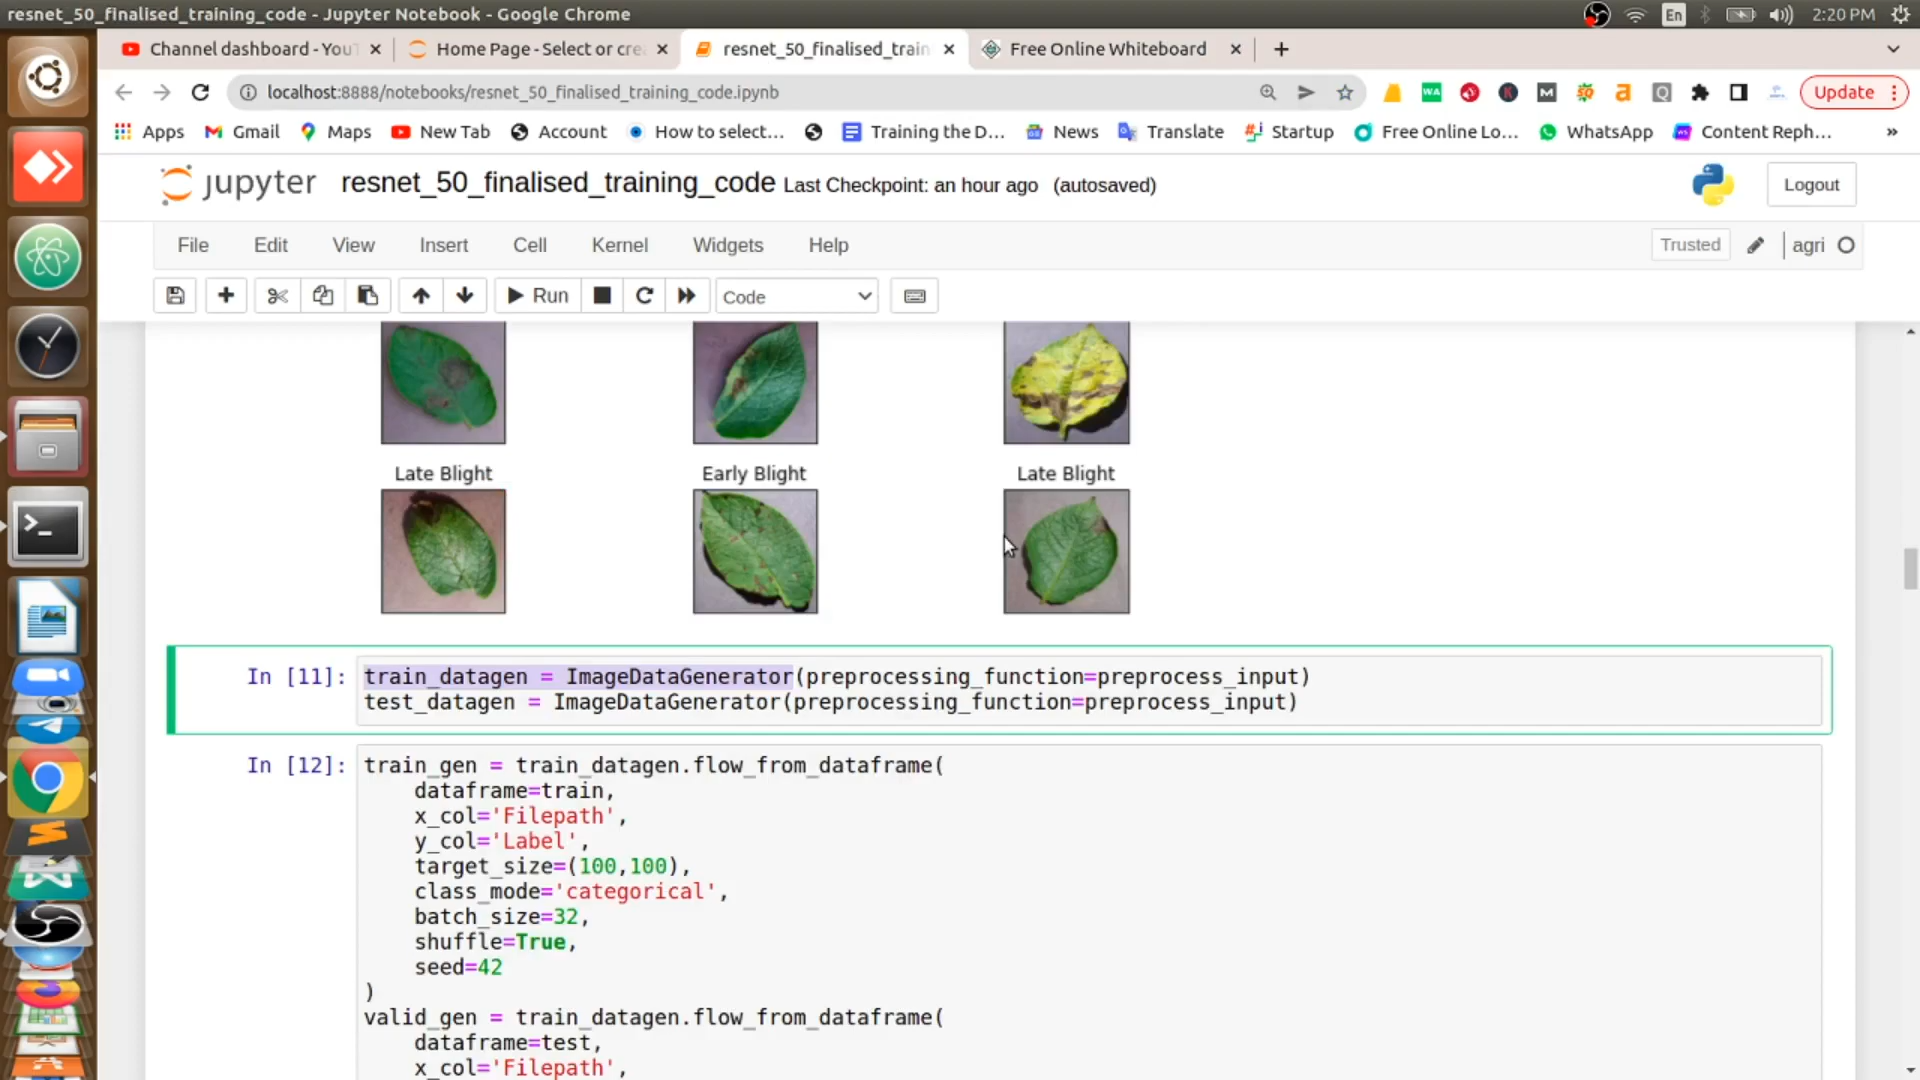 resnet_50_finalised_training_code - Jupyter Notebook - Google Chrome
En
2:20 PM
Channel dashboard - You
Home Page - Select or cre
resnet_50_finalised_train
Free Online Whiteboard
localhost:8888/notebooks/resnet_50_finalised_training_code.ipynb
Update
Apps
Gmail
Maps
New Tab
Account
How to select...
Training the D...
News
Translate
Startup
Free Online Lo...
WhatsApp
Content Reph...
»
jupyter
resnet_50_finalised_training_code Last Checkpoint: an hour ago (autosaved)
Logout
File Edit View Insert Cell Kernel Widgets Help
Trusted
agri
Run
Code
Late Blight
Early Blight
Late Blight
In [11]:
train_datagen = ImageDataGenerator(preprocessing_function=preprocess_input)
test_datagen = ImageDataGenerator(preprocessing_function=preprocess_input)
In [12]:
train_gen = train_datagen.flow_from_dataframe(
dataframe=train,
x_col='Filepath',
y_col='Label',
target_size=(100,100),
class_mode='categorical',
batch_size=32,
shuffle=True,
seed=42
)
valid_gen = train_datagen.flow_from_dataframe(
dataframe=test,
x_col='Filepath',